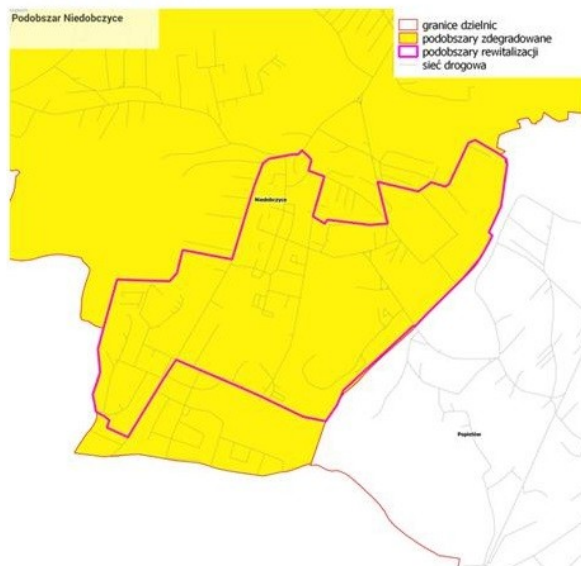 Podobszar Niedobczyce
granice dzielnic
podobszary zdegradowane
podobszary rewitalizacji
sieć drogowa
Niedobczyce
Popielów